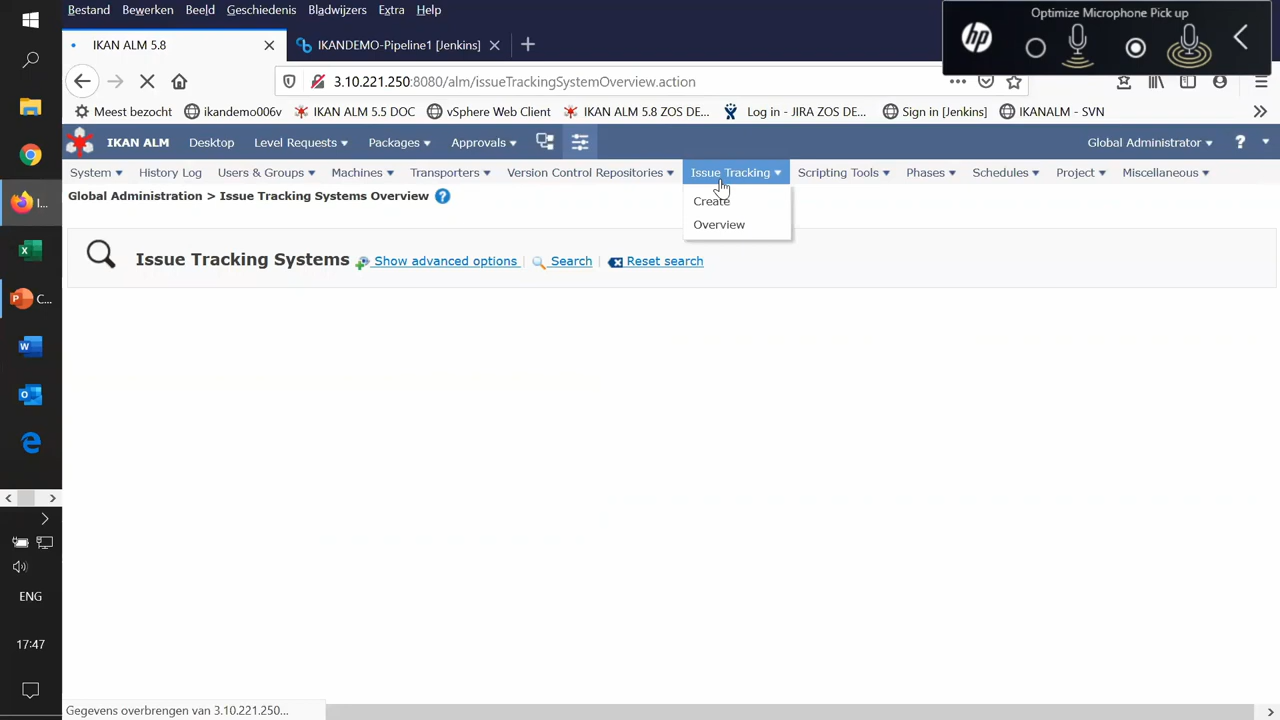 Bestand Bewerken Beeld Geschiedenis Bladwijzers Extra Help
Optimize Microphone Pick up
hp
IKAN ALM 5.8 IKANDEMO-Pipeline1 [Jenkins]
3.10.221.250:8080/alm/issueTrackingSystemOverview.action
Meest bezocht ikandemo006v IKAN ALM 5.5 DOC vSphere Web Client IKAN ALM 5.8 ZOS DE... Log in - JIRA ZOS DE... Sign in [Jenkins] IKANALM - SVN
IKAN ALM Desktop Level Requests Packages Approvals Global Administrator ?
System History Log Users & Groups Machines Transporters Version Control Repositories Issue Tracking Scripting Tools Phases Schedules Project Miscellaneous
Global Administration > Issue Tracking Systems Overview ?
Create
Overview
Issue Tracking Systems Show advanced options | Search | Reset search
I...
C...
ENG
17:47
Gegevens overbrengen van 3.10.221.250...